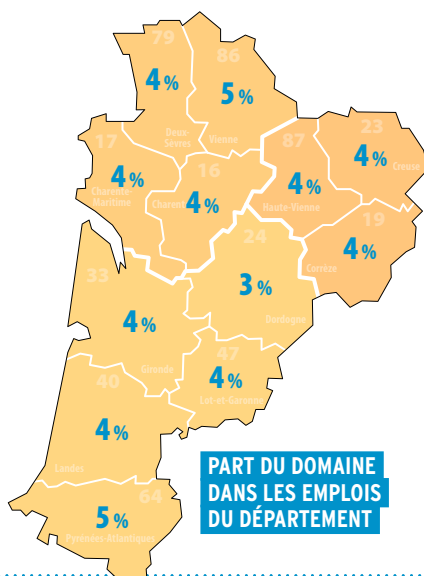 79
4 %
Deux-
Sèvres
86
5 %
Vienne
17
4 %
Charente
Maritime
16
4 %
Charen
87
4 %
Haute-Vienne
23
4 %
Creuse
19
4 %
Corrèze
24
3 %
Dordogne
33
4 %
Gironde
47
4 %
Lot-et-Garonne
40
4 %
Landes
64
5 %
Pyrénées-Atlantiques
PART DU DOMAINE
DANS LES EMPLOIS
DU DÉPARTEMENT